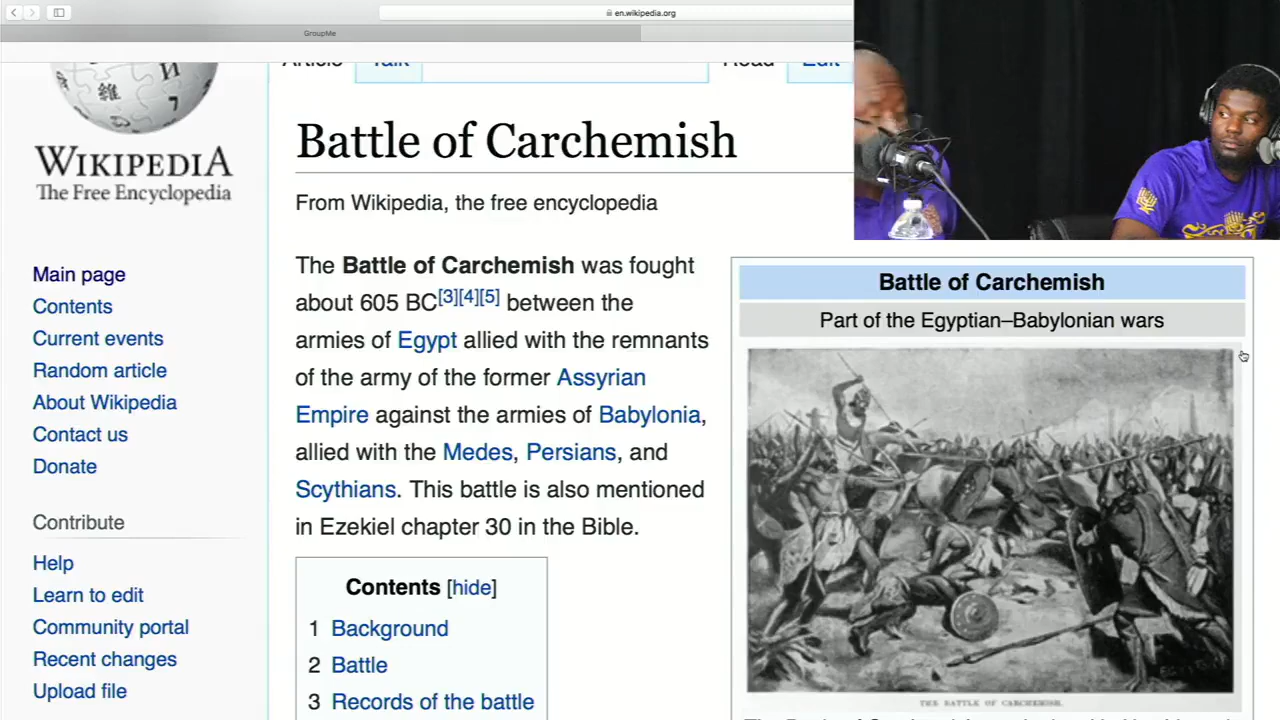 en.wikipedia.org
GroupMe
Article Talk Read Edit
WIKIPEDIA
The Free Encyclopedia
Main page
Contents
Current events
Random article
About Wikipedia
Contact us
Donate
Contribute
Help
Learn to edit
Community portal
Recent changes
Upload file
Battle of Carchemish
From Wikipedia, the free encyclopedia
The Battle of Carchemish was fought
about 605 BC[3][4][5] between the
armies of Egypt allied with the remnants
of the army of the former Assyrian
Empire against the armies of Babylonia,
allied with the Medes, Persians, and
Scythians. This battle is also mentioned
in Ezekiel chapter 30 in the Bible.
Contents [hide]
1 Background
2 Battle
3 Records of the battle
Battle of Carchemish
Part of the Egyptian–Babylonian wars
THE BATTLE OF CARCHEMISH.